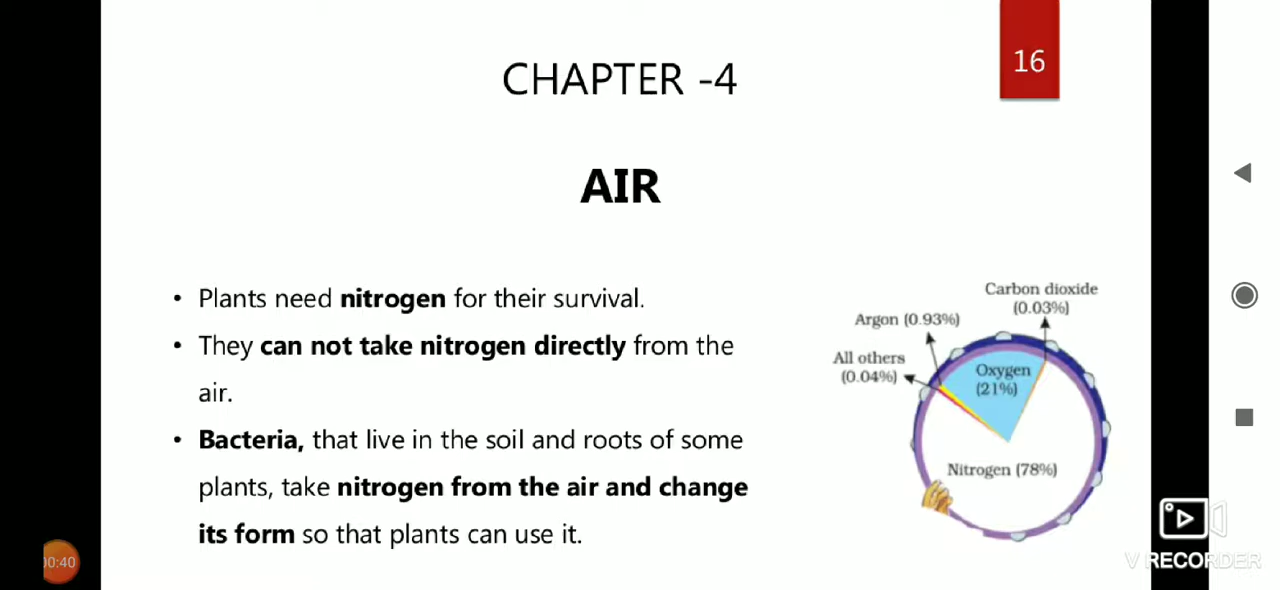 16
CHAPTER -4
AIR
• Plants need nitrogen for their survival.
• They can not take nitrogen directly from the
air.
• Bacteria, that live in the soil and roots of some
plants, take nitrogen from the air and change
its form so that plants can use it.
Carbon dioxide
(0.03%)
Argon (0.93%)
All others
(0.04%)
Oxygen
(21%)
Nitrogen (78%)
00:40
V RECORDER